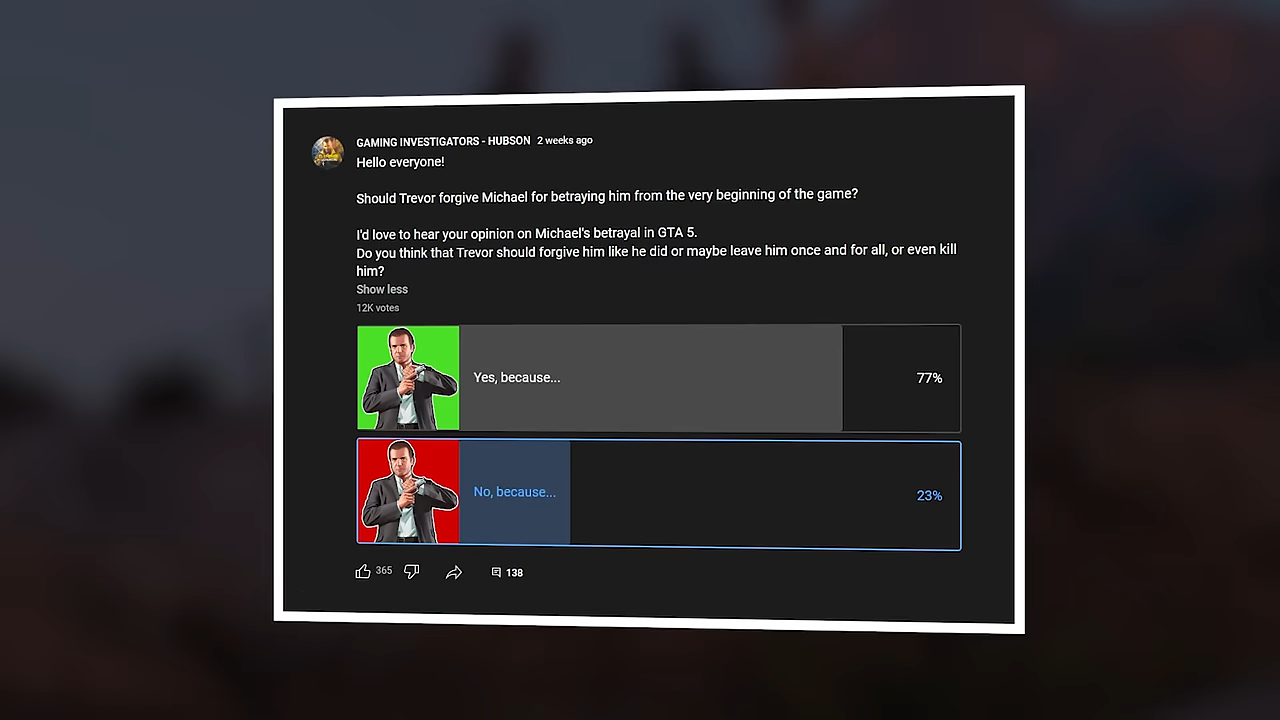 GAMING INVESTIGATORS - HUBSON 2 weeks ago
Hello everyone!
Should Trevor forgive Michael for betraying him from the very beginning of the game?
I'd love to hear your opinion on Michael's betrayal in GTA 5.
Do you think that Trevor should forgive him like he did or maybe leave him once and for all, or even kill
him?
Show less
12K votes
Yes, because... 77%
No, because... 23%
365 138